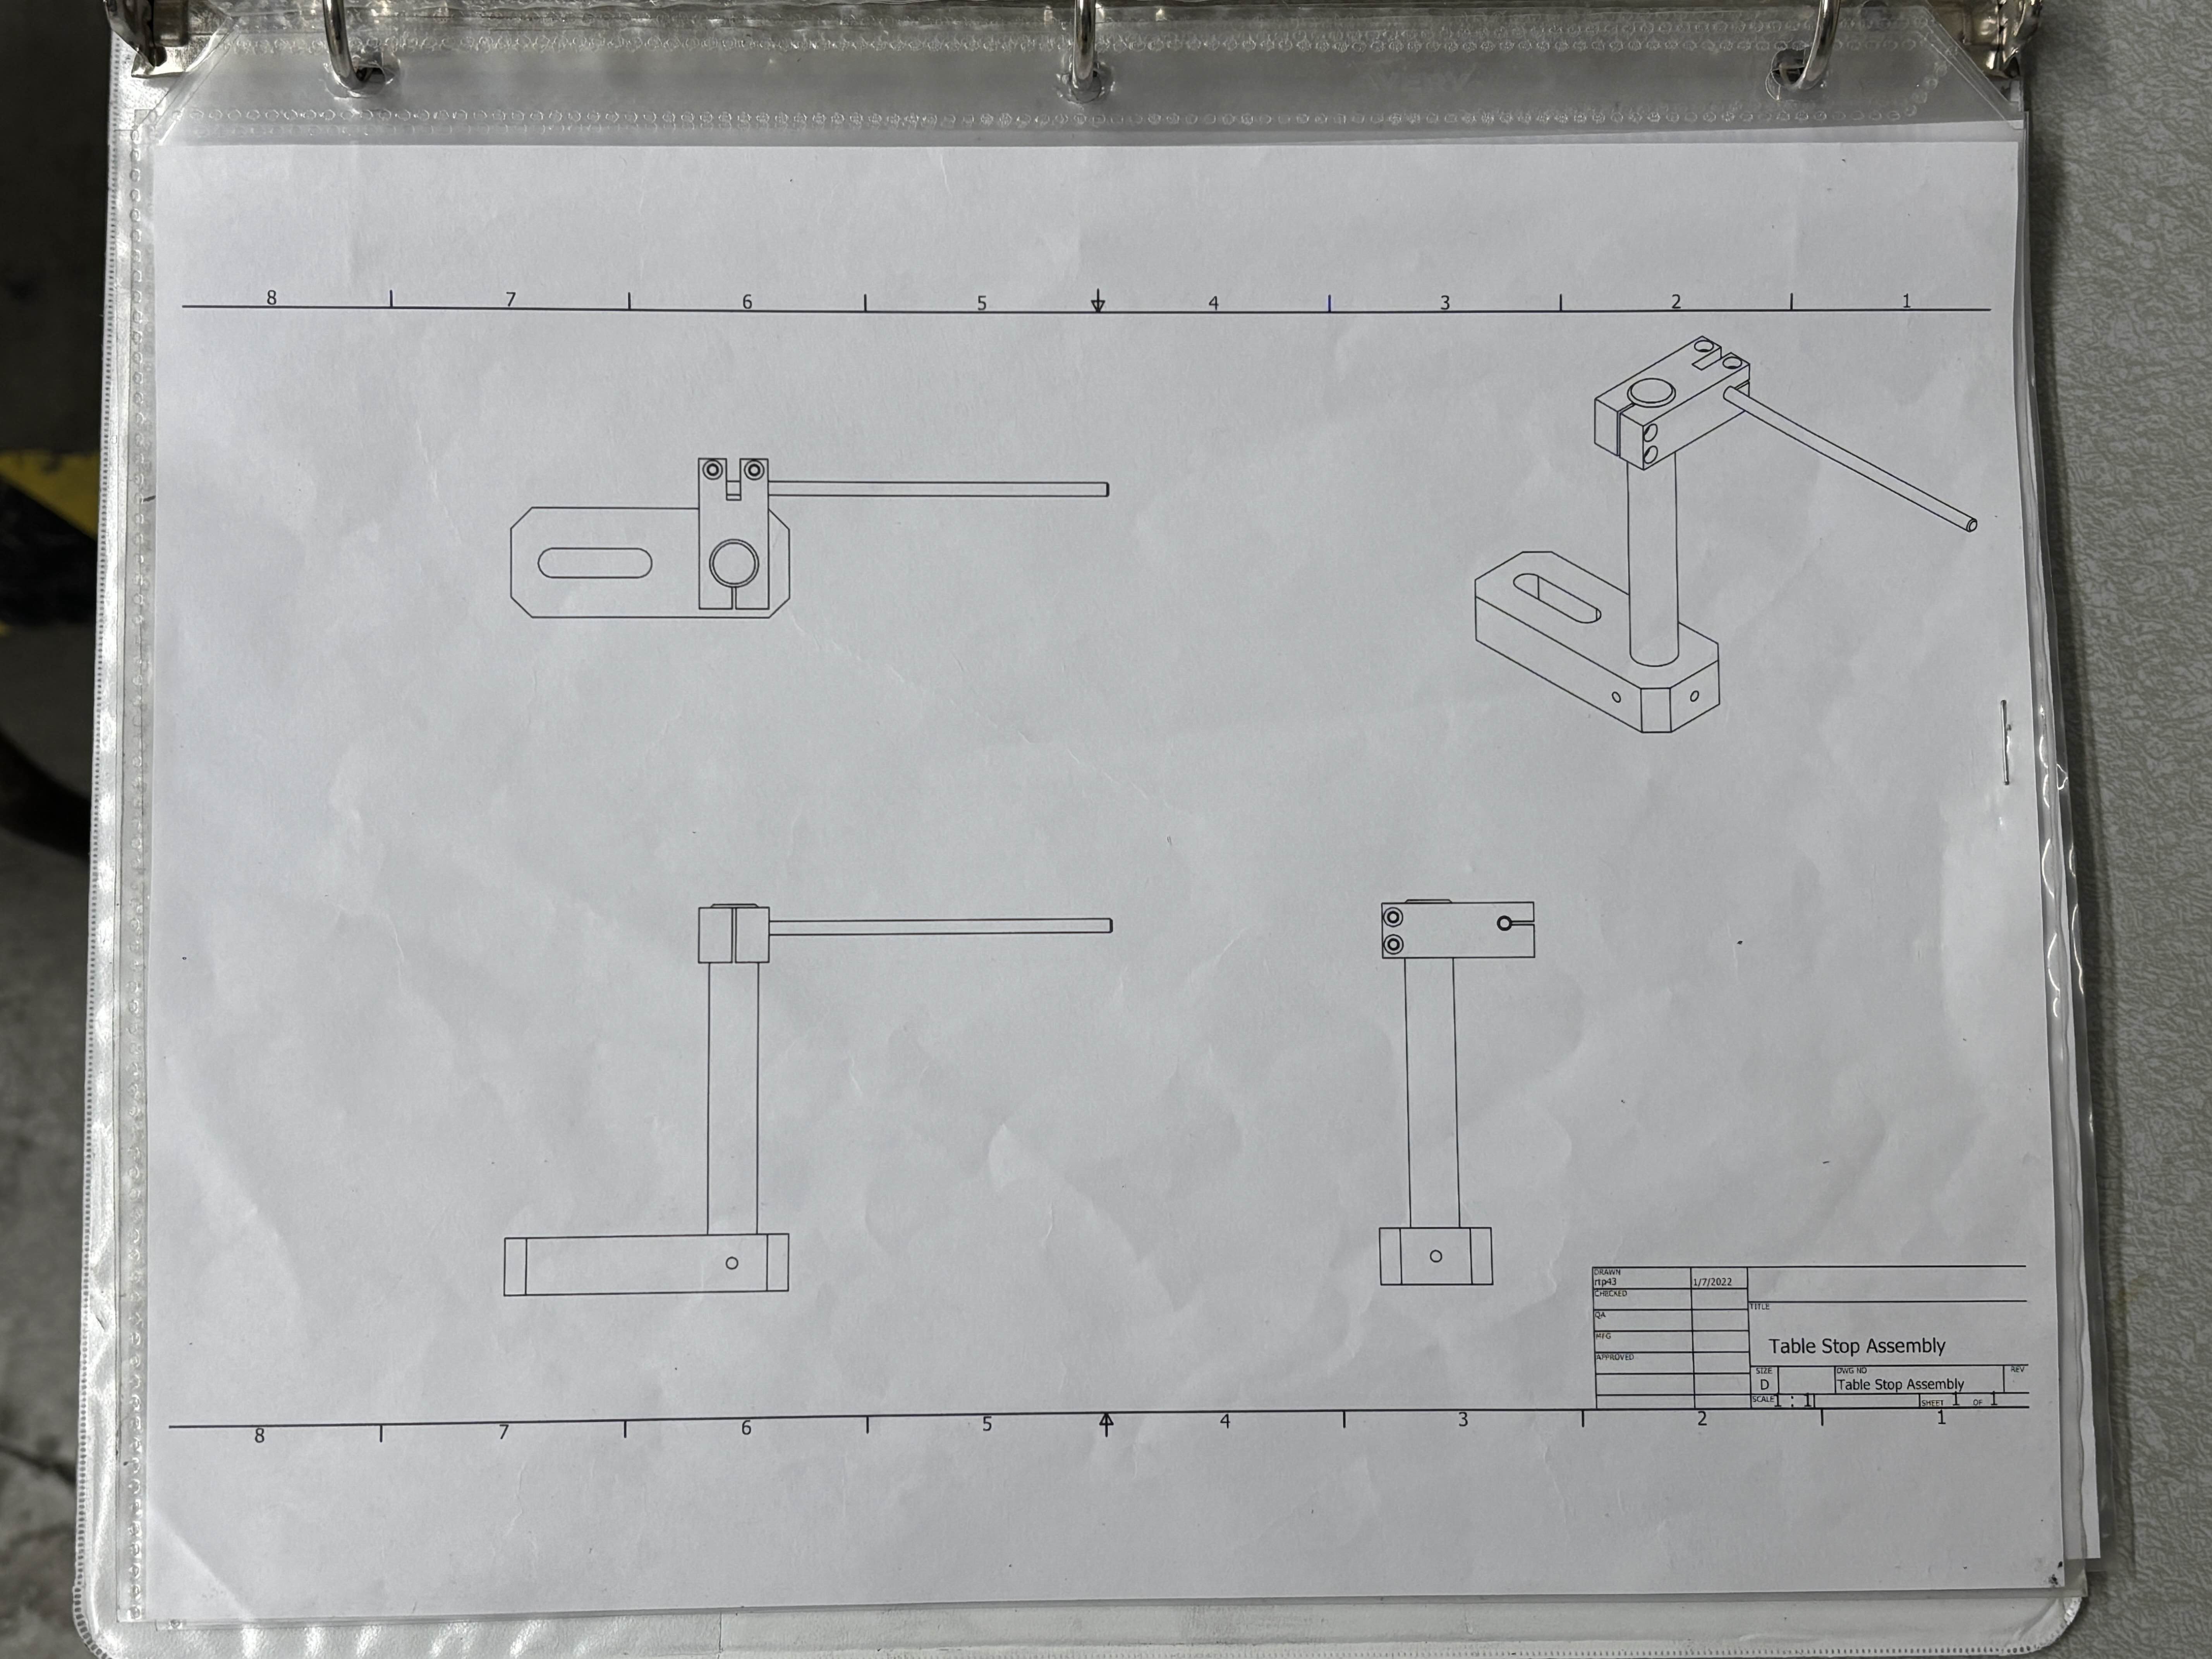 8 7 6 5 4 3 2 1
DRAWN
rtp43 1/7/2022
CHECKED
QA
MFG
APPROVED
TITLE
Table Stop Assembly
SIZE
D
DWG NO
Table Stop Assembly
REV
SCALE 1 : 1
SHEET 1 OF 1
8 7 6 5 4 3 2 1